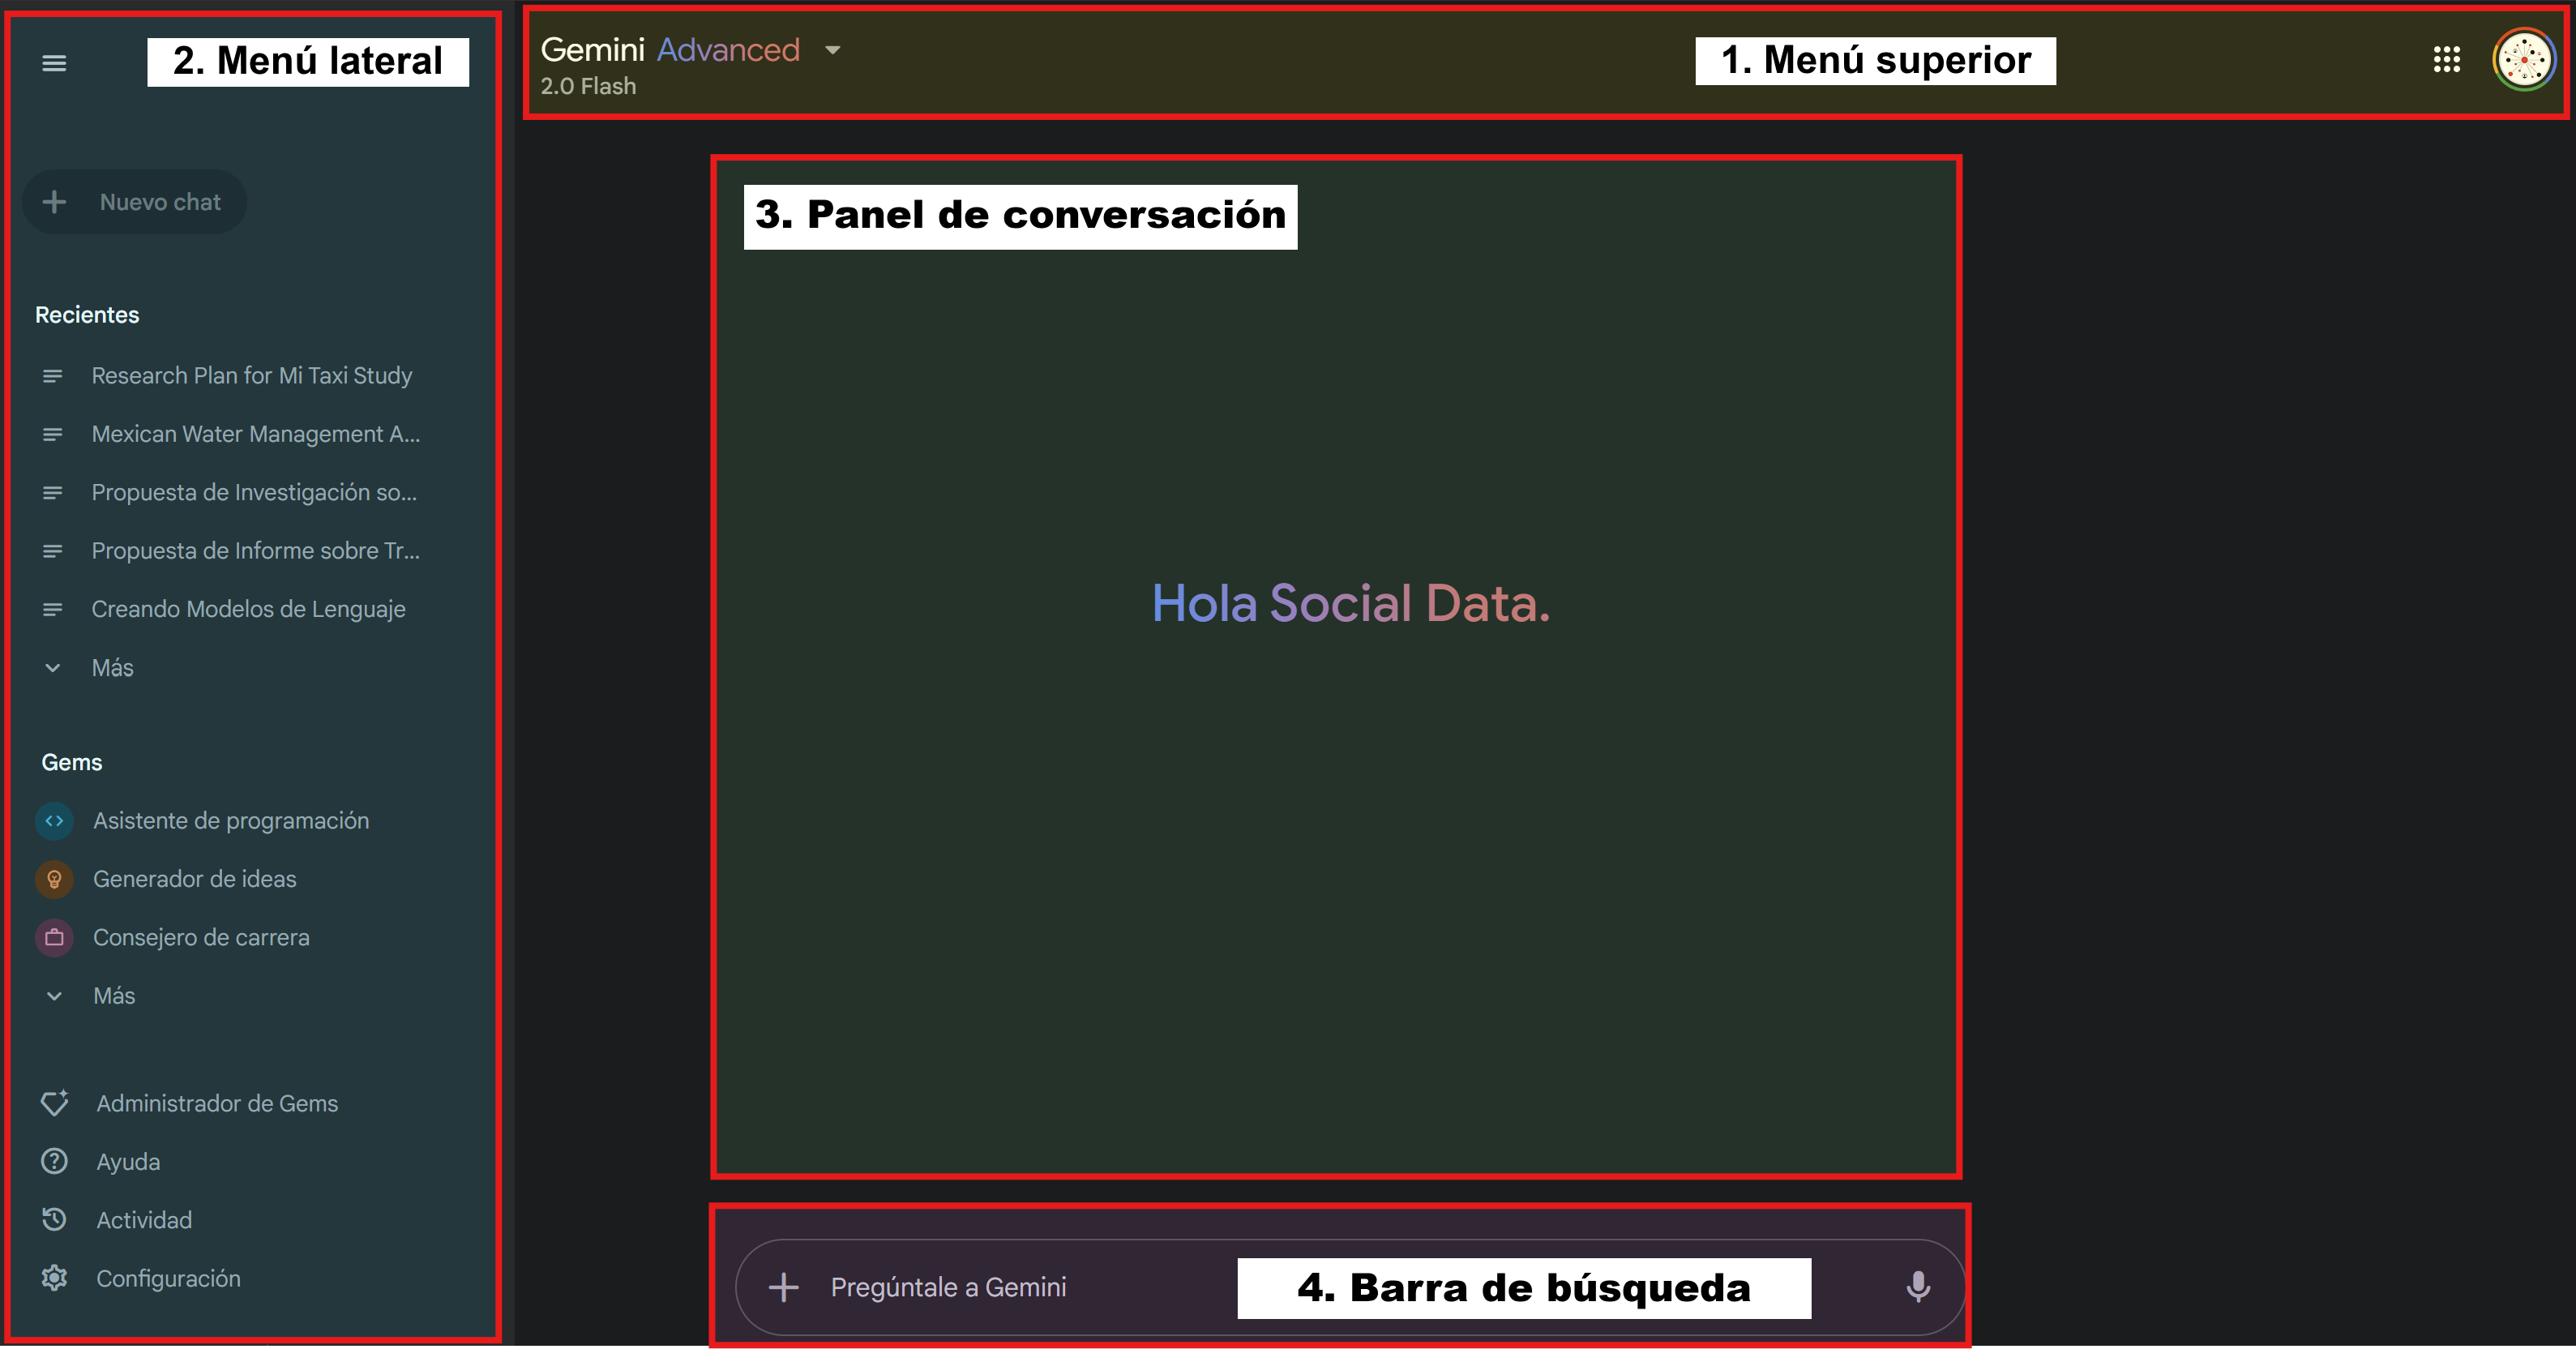 2. Menú lateral
Nuevo chat
Recientes
Research Plan for Mi Taxi Study
Mexican Water Management A...
Propuesta de Investigación so...
Propuesta de Informe sobre Tr...
Creando Modelos de Lenguaje
Más
Gems
Asistente de programación
Generador de ideas
Consejero de carrera
Más
Administrador de Gems
Ayuda
Actividad
Configuración
Gemini Advanced
2.0 Flash
1. Menú superior
3. Panel de conversación
Hola Social Data.
Pregúntale a Gemini
4. Barra de búsqueda